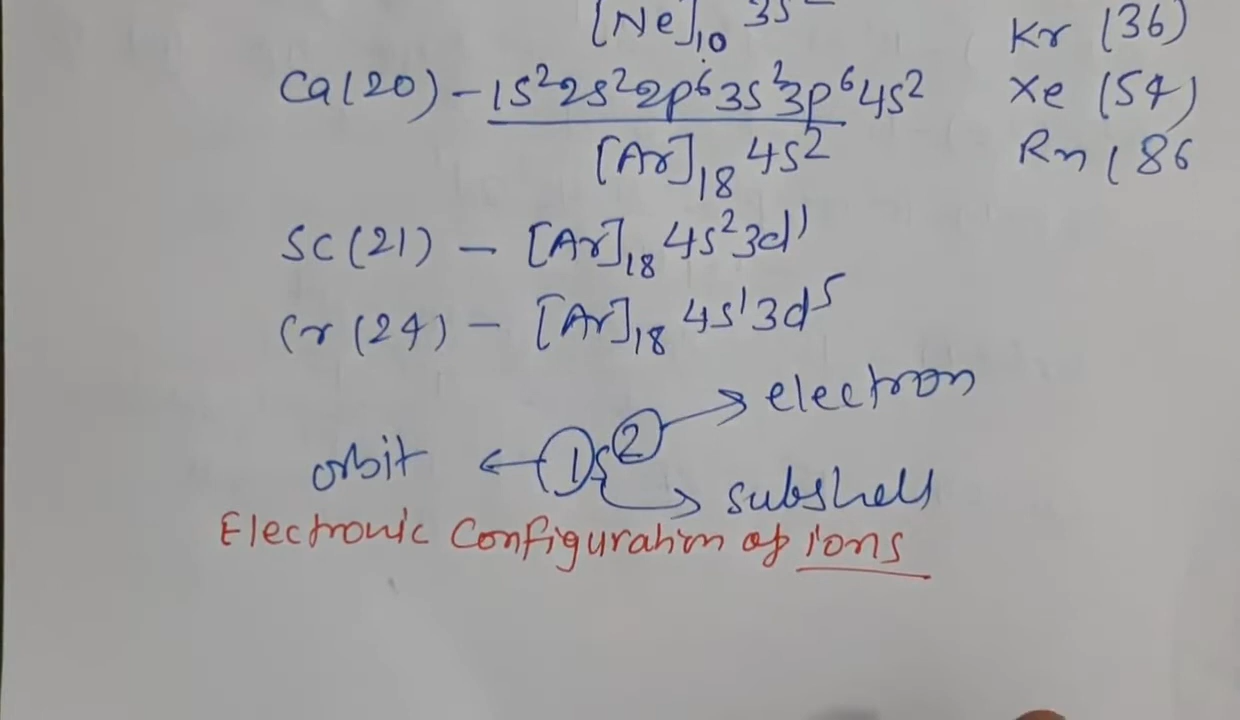 [Ne]₁₀ 3s
Kr (36)
Ca(20) - 1s²2s²2p⁶3s²3p⁶4s²
Xe (54)
[Ar]₁₈ 4s²
Rn (86
Sc(21) - [Ar]₁₈ 4s²3d¹
Cr (24) - [Ar]₁₈ 4s¹3d⁵
electron
orbit ← 1s²
subshell
Electronic Configuration of ions